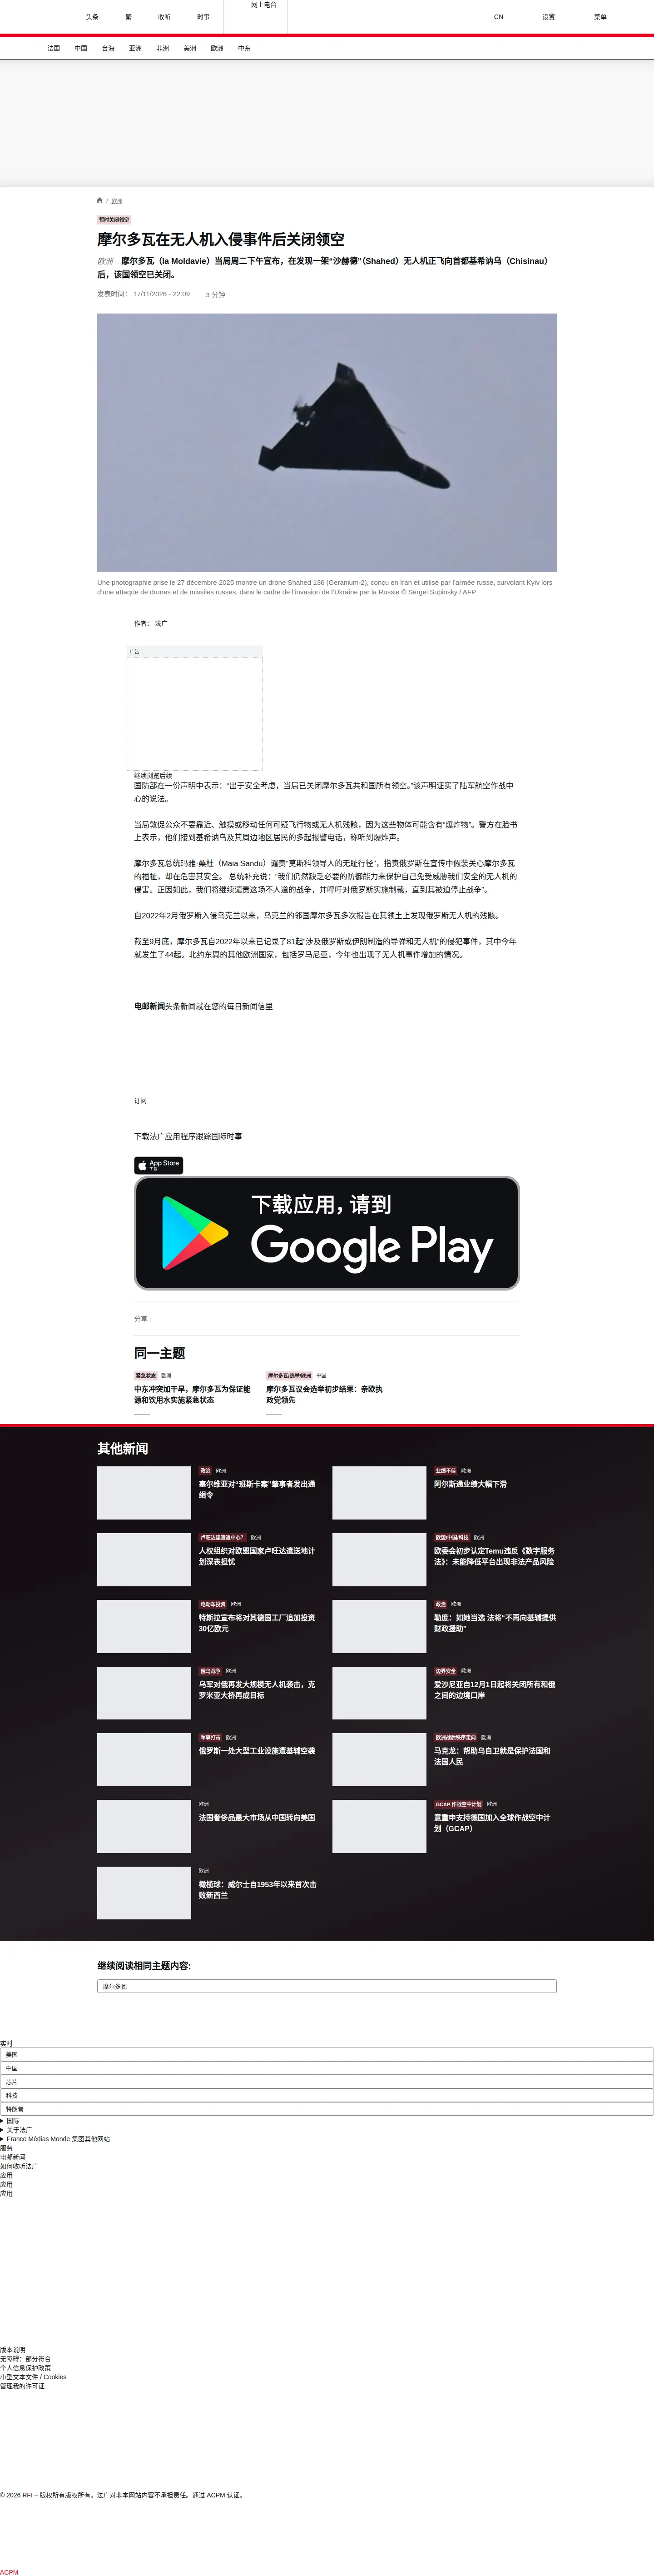 头条
繁
收听
时事
网上电台
CN
设置
菜单
法国
中国
台海
亚洲
非洲
美洲
欧洲
中东
/ 欧洲
暂时关闭领空
摩尔多瓦在无人机入侵事件后关闭领空
欧洲 – 摩尔多瓦（la Moldavie）当局周二下午宣布，在发现一架“沙赫德”（Shahed）无人机正飞向首都基希讷乌（Chisinau）
后，该国领空已关闭。
发表时间： 17/11/2026 - 22:09
3 分钟
Une photographie prise le 27 décembre 2025 montre un drone Shahed 136 (Geranium-2), conçu en Iran et utilisé par l'armée russe, survolant Kyiv lors
d'une attaque de drones et de missiles russes, dans le cadre de l'invasion de l'Ukraine par la Russie © Sergei Supinsky / AFP
作者： 法广
广告
继续浏览后续
国防部在一份声明中表示：“出于安全考虑，当局已关闭摩尔多瓦共和国所有领空。”该声明证实了陆军航空作战中
心的说法。
当局敦促公众不要靠近、触摸或移动任何可疑飞行物或无人机残骸，因为这些物体可能含有“爆炸物”。警方在脸书
上表示，他们接到基希讷乌及其周边地区居民的多起报警电话，称听到爆炸声。
摩尔多瓦总统玛雅·桑杜（Maia Sandu）谴责“莫斯科领导人的无耻行径”，指责俄罗斯在宣传中假装关心摩尔多瓦
的福祉，却在危害其安全。 总统补充说：“我们仍然缺乏必要的防御能力来保护自己免受威胁我们安全的无人机的
侵害。正因如此，我们将继续谴责这场不人道的战争，并呼吁对俄罗斯实施制裁，直到其被迫停止战争”。
自2022年2月俄罗斯入侵乌克兰以来，乌克兰的邻国摩尔多瓦多次报告在其领土上发现俄罗斯无人机的残骸。
截至9月底，摩尔多瓦自2022年以来已记录了81起“涉及俄罗斯或伊朗制造的导弹和无人机”的侵犯事件，其中今年
就发生了44起。北约东翼的其他欧洲国家，包括罗马尼亚，今年也出现了无人机事件增加的情况。
电邮新闻头条新闻就在您的每日新闻信里
订阅
下载法广应用程序跟踪国际时事
App Store
下载
下载应用，请到
Google Play
分享 :
同一主题
紧急状态 欧洲
中东冲突加干旱，摩尔多瓦为保证能
源和饮用水实施紧急状态
摩尔多瓦/选举/欧洲 中国
摩尔多瓦议会选举初步结果：亲欧执
政党领先
其他新闻
政治 欧洲
塞尔维亚对“班斯卡案”肇事者发出通
缉令
业绩不佳 欧洲
阿尔斯通业绩大幅下滑
卢旺达建遣返中心？ 欧洲
人权组织对欧盟国家卢旺达遣送地计
划深表担忧
欧盟/中国/科技 欧洲
欧委会初步认定Temu违反《数字服务
法》：未能降低平台出现非法产品风险
电动车投资 欧洲
特斯拉宣布将对其德国工厂追加投资
30亿欧元
政治 欧洲
勒庞：如她当选 法将“不再向基辅提供
财政援助”
俄乌战争 欧洲
乌军对俄再发大规模无人机袭击，克
罗米亚大桥再成目标
边界安全 欧洲
爱沙尼亚自12月1日起将关闭所有和俄
之间的边境口岸
军事打击 欧洲
俄罗斯一处大型工业设施遭基辅空袭
欧洲战后秩序走向 欧洲
马克龙：帮助乌自卫就是保护法国和
法国人民
欧洲
法国奢侈品最大市场从中国转向美国
GCAP 作战空中计划 欧洲
意重申支持德国加入全球作战空中计
划（GCAP）
欧洲
橄榄球：威尔士自1953年以来首次击
败新西兰
继续阅读相同主题内容:
摩尔多瓦
实时
美国
中国
芯片
科技
特朗普
国际
关于法广
France Médias Monde 集团其他网站
服务
电邮新闻
如何收听法广
应用
应用
应用
版本说明
无障碍：部分符合
个人信息保护政策
小型文本文件 / Cookies
管理我的许可证
© 2026 RFI – 版权所有版权所有。法广对非本网站内容不承担责任。通过 ACPM 认证。
ACPM